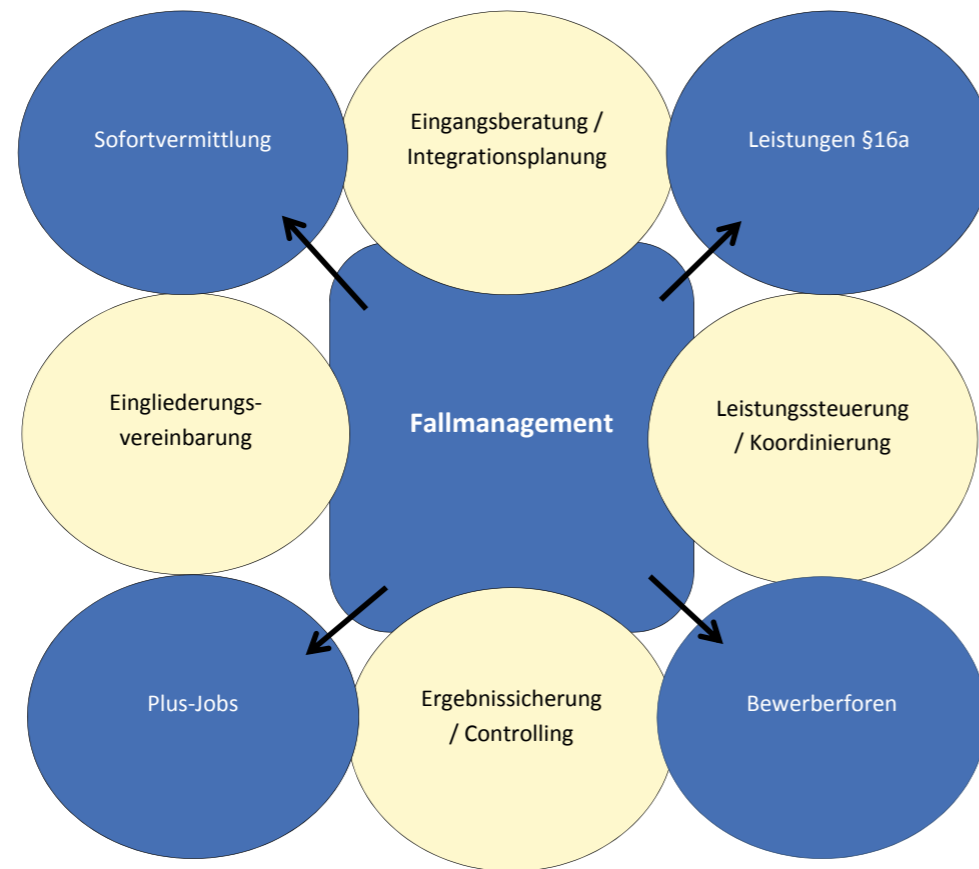 Sofortvermittlung
Eingangsberatung /
Integrationsplanung
Leistungen §16a
Eingliederungs-
vereinbarung
Fallmanagement
Leistungssteuerung
/ Koordinierung
Plus-Jobs
Ergebnissicherung
/ Controlling
Bewerberforen